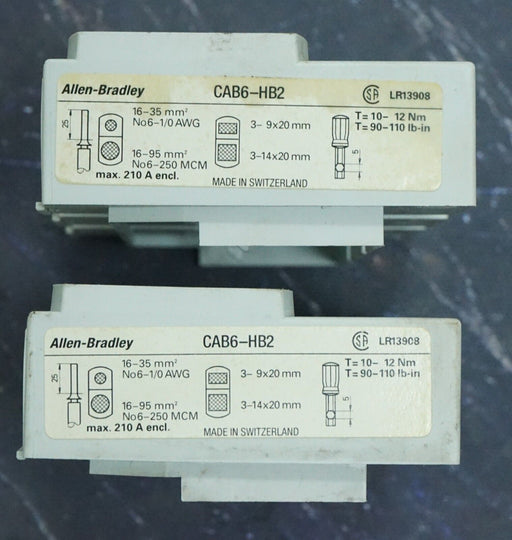 Allen-Bradley CAB6-HB2 SA LR13908
25 16-35 mm² 3- 9x20 mm T= 10- 12 Nm
No6-1/0 AWG T= 90-110 lb-in
16-95 mm² 3-14x20 mm 5
No6-250 MCM
max. 210 A encl. MADE IN SWITZERLAND
Allen-Bradley CAB6-HB2 SA LR13908
25 16-35 mm² 3- 9x20 mm T= 10- 12 Nm
No6-1/0 AWG T= 90-110 lb-in
16-95 mm² 3-14x20 mm 5
No6-250 MCM
max. 210 A encl. MADE IN SWITZERLAND